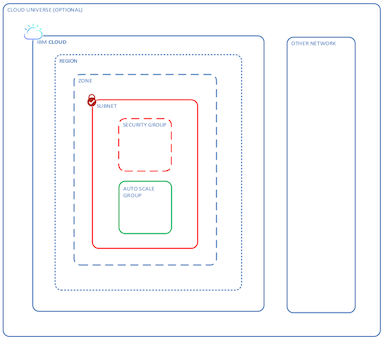 CLOUD UNIVERSE (OPTIONAL)
IBM CLOUD
OTHER NETWORK
REGION
ZONE
SUBNET
SECURITY GROUP
AUTO SCALE
GROUP